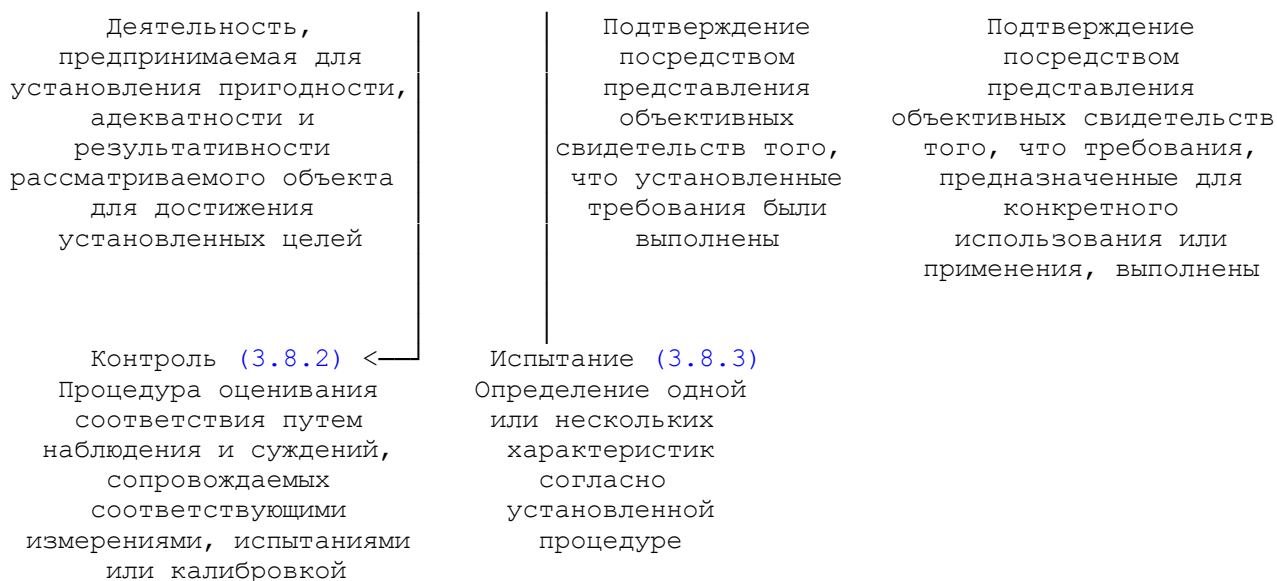 Деятельность,
предпринимаемая для
установления пригодности,
адекватности и
результативности
рассматриваемого объекта
для достижения
установленных целей
Подтверждение
посредством
представления
объективных
свидетельств того,
что установленные
требования были
выполнены
Подтверждение
посредством
представления
объективных свидетельств
того, что требования,
предназначенные для
конкретного
использования или
применения, выполнены
Контроль (3.8.2) <
Процедура оценивания
соответствия путем
наблюдения и суждений,
сопровождаемых
соответствующими
измерениями, испытаниями
или калибровкой
Испытание (3.8.3)
Определение одной
или нескольких
характеристик
согласно
установленной
процедуре